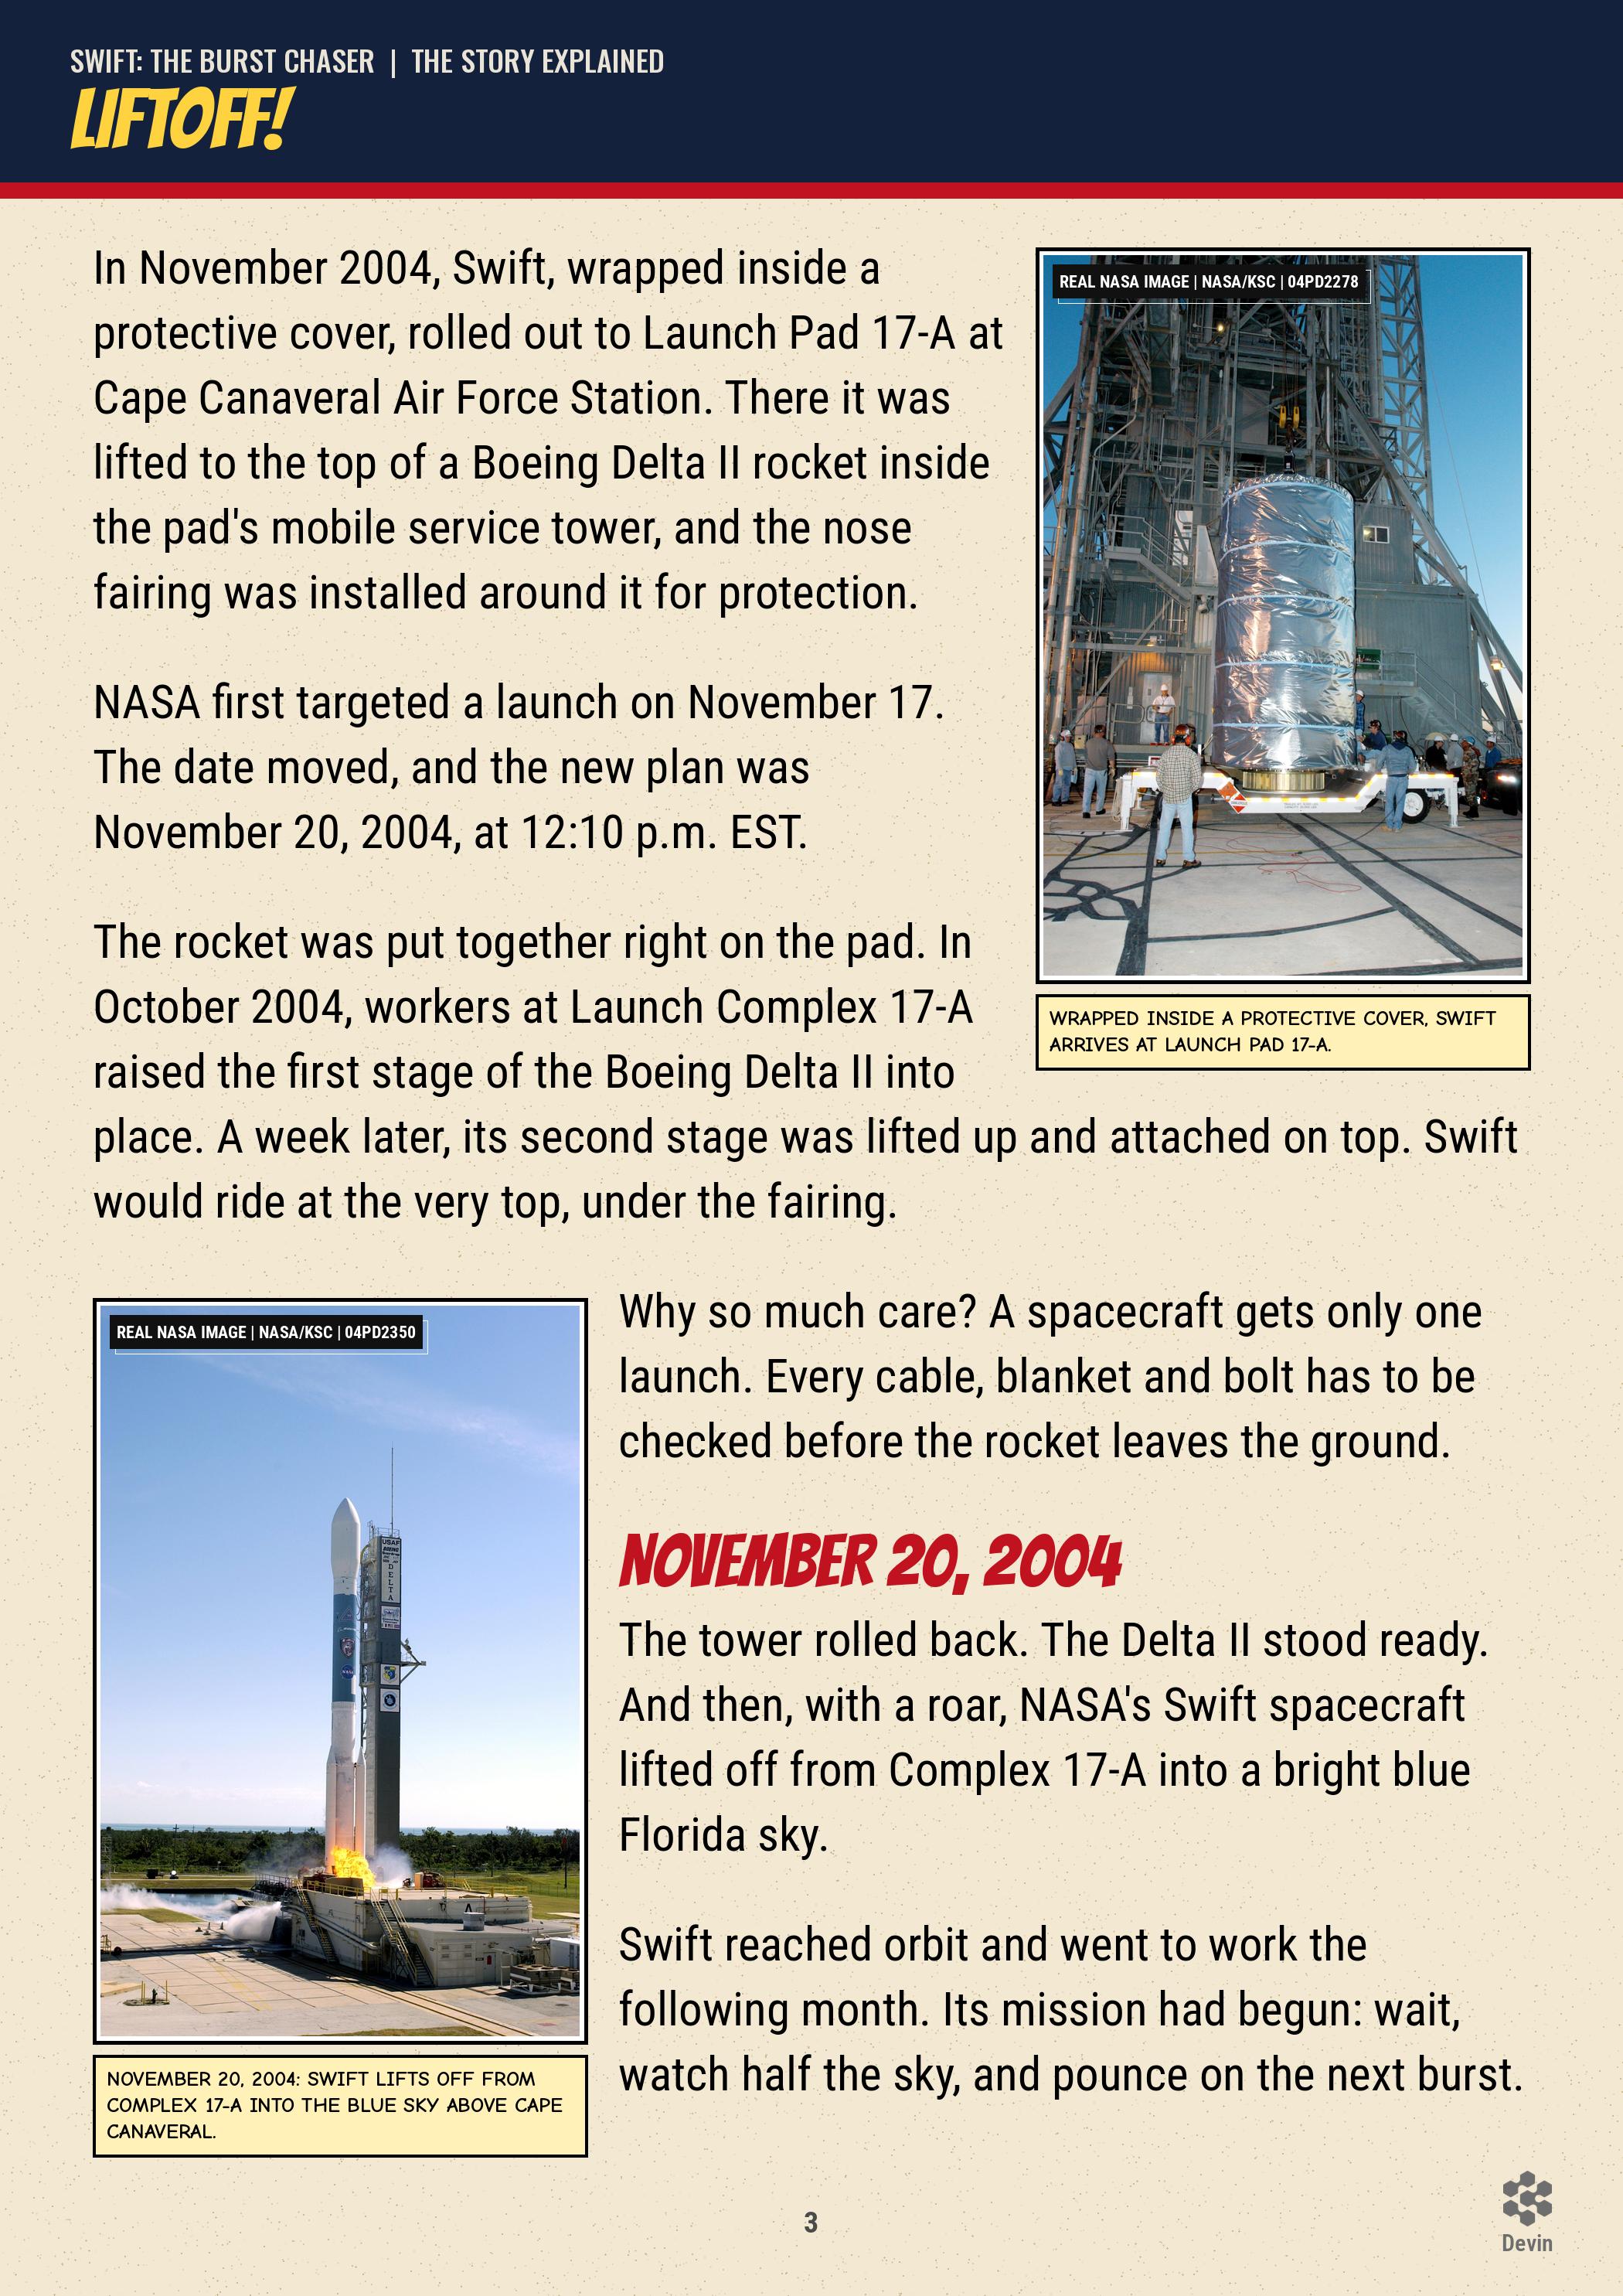 SWIFT: THE BURST CHASER | THE STORY EXPLAINED
LIFTOFF!
In November 2004, Swift, wrapped inside a
protective cover, rolled out to Launch Pad 17-A at
Cape Canaveral Air Force Station. There it was
lifted to the top of a Boeing Delta II rocket inside
the pad's mobile service tower, and the nose
fairing was installed around it for protection.
NASA first targeted a launch on November 17.
The date moved, and the new plan was
November 20, 2004, at 12:10 p.m. EST.
The rocket was put together right on the pad. In
October 2004, workers at Launch Complex 17-A
raised the first stage of the Boeing Delta II into
place. A week later, its second stage was lifted up and attached on top. Swift
would ride at the very top, under the fairing.
REAL NASA IMAGE | NASA/KSC | 04PD2278
WRAPPED INSIDE A PROTECTIVE COVER, SWIFT
ARRIVES AT LAUNCH PAD 17-A.
REAL NASA IMAGE | NASA/KSC | 04PD2350
USAF
DELTA
NOVEMBER 20, 2004: SWIFT LIFTS OFF FROM
COMPLEX 17-A INTO THE BLUE SKY ABOVE CAPE
CANAVERAL.
Why so much care? A spacecraft gets only one
launch. Every cable, blanket and bolt has to be
checked before the rocket leaves the ground.
NOVEMBER 20, 2004
The tower rolled back. The Delta II stood ready.
And then, with a roar, NASA's Swift spacecraft
lifted off from Complex 17-A into a bright blue
Florida sky.
Swift reached orbit and went to work the
following month. Its mission had begun: wait,
watch half the sky, and pounce on the next burst.
3
Devin